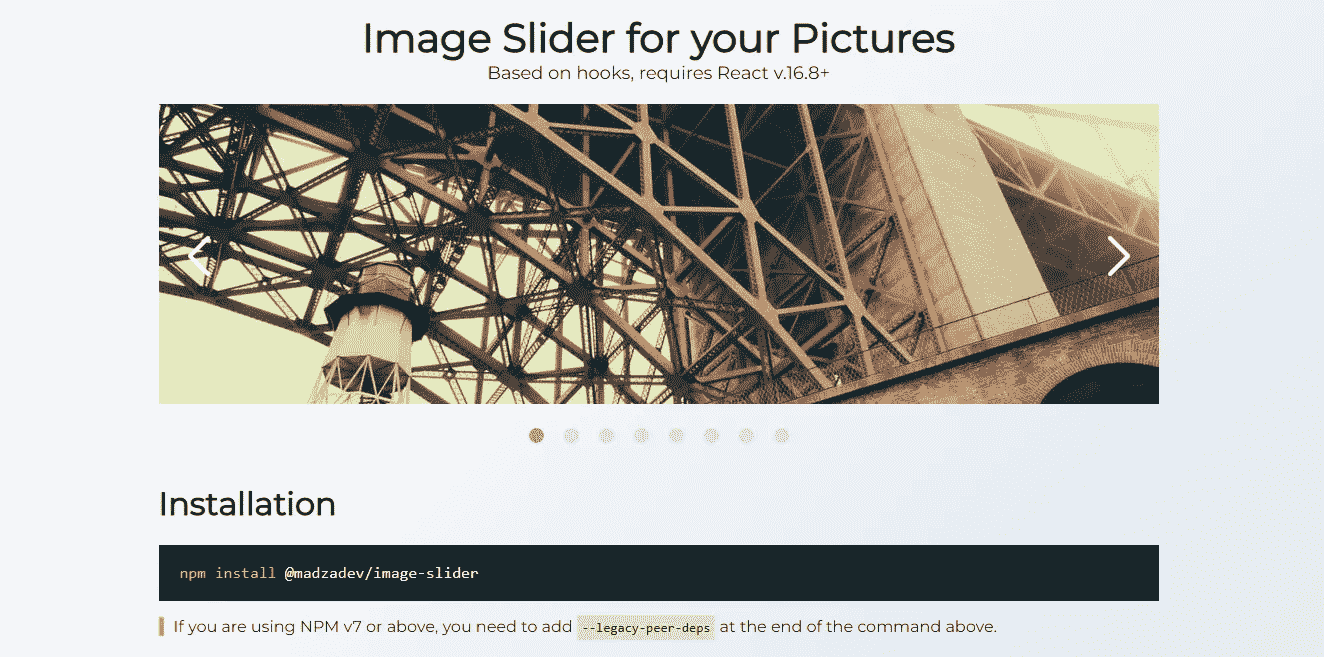 Image Slider for your Pictures
Based on hooks, requires React v.16.8+
Installation
npm install @madzadev/image-slider
If you are using NPM v7 or above, you need to add --legacy-peer-deps at the end of the command above.